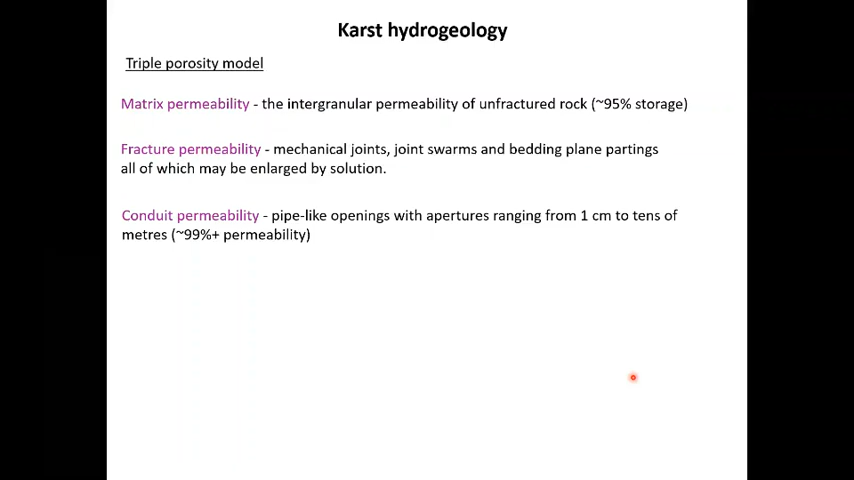 Karst hydrogeology
Triple porosity model
Matrix permeability - the intergranular permeability of unfractured rock (~95% storage)
Fracture permeability - mechanical joints, joint swarms and bedding plane partings
all of which may be enlarged by solution.
Conduit permeability - pipe-like openings with apertures ranging from 1 cm to tens of
metres (~99%+ permeability)